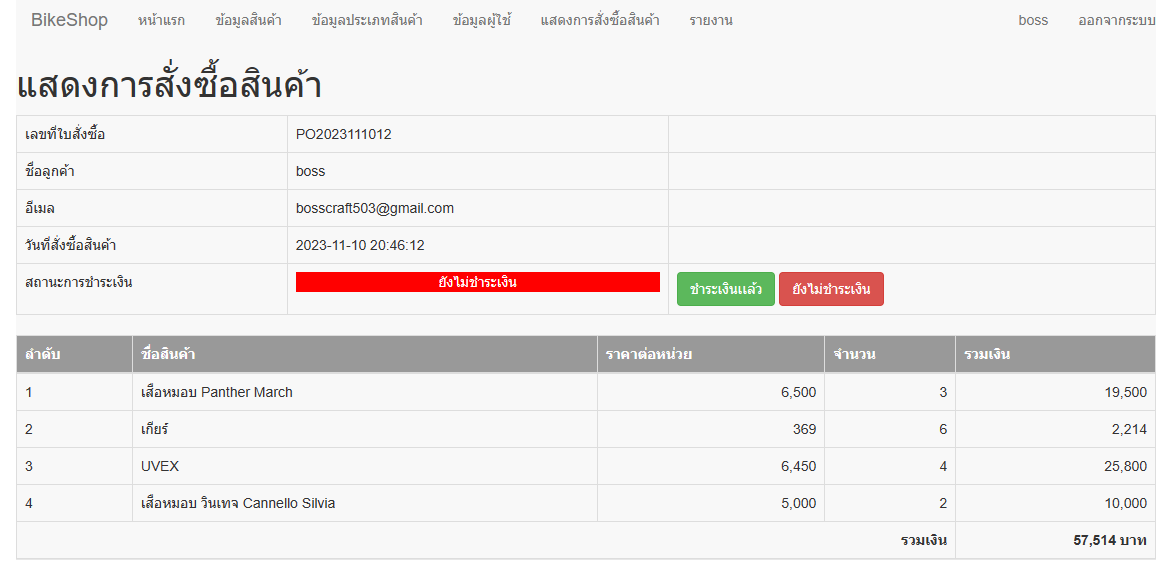 BikeShop หน้าแรก ข้อมูลสินค้า ข้อมูลประเภทสินค้า ข้อมูลผู้ใช้ แสดงการสั่งซื้อสินค้า รายงาน boss ออกจากระบบ
แสดงการสั่งซื้อสินค้า
เลขที่ใบสั่งซื้อ PO2023111012
ชื่อลูกค้า boss
อีเมล bosscraft503@gmail.com
วันที่สั่งซื้อสินค้า 2023-11-10 20:46:12
สถานะการชำระเงิน ยังไม่ชำระเงิน ชำระเงินแล้ว ยังไม่ชำระเงิน
ลำดับ ชื่อสินค้า ราคาต่อหน่วย จำนวน รวมเงิน
1 เสือหมอบ Panther March 6,500 3 19,500
2 เกียร์ 369 6 2,214
3 UVEX 6,450 4 25,800
4 เสือหมอบ วินเทจ Cannello Silvia 5,000 2 10,000
รวมเงิน 57,514 บาท